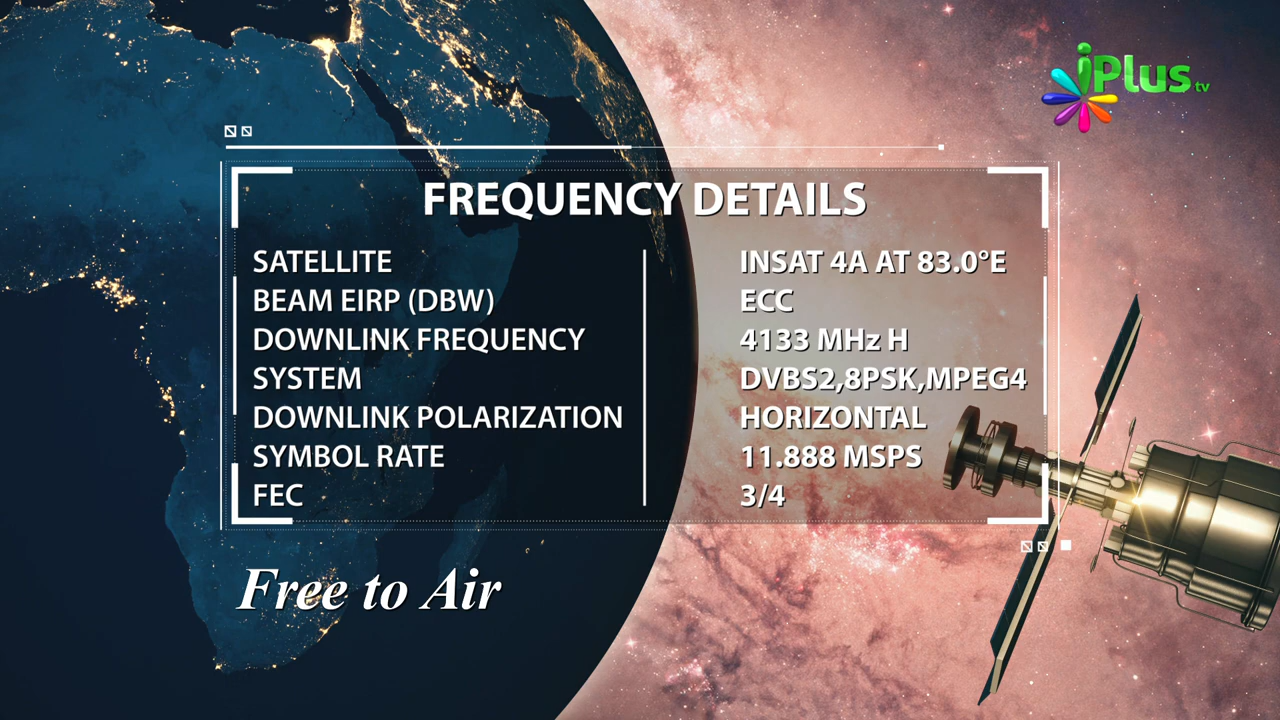 iPlus tv
FREQUENCY DETAILS
SATELLITE INSAT 4A AT 83.0°E
BEAM EIRP (DBW) ECC
DOWNLINK FREQUENCY 4133 MHz H
SYSTEM DVBS2,8PSK,MPEG4
DOWNLINK POLARIZATION HORIZONTAL
SYMBOL RATE 11.888 MSPS
FEC 3/4
Free to Air